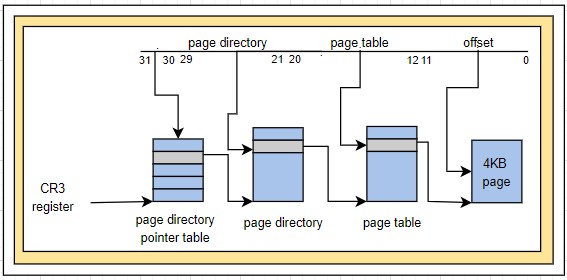 page directory page table offset
31 30 29 21 20 12 11 0
4KB
page
CR3
register
page directory
pointer table
page directory
page table